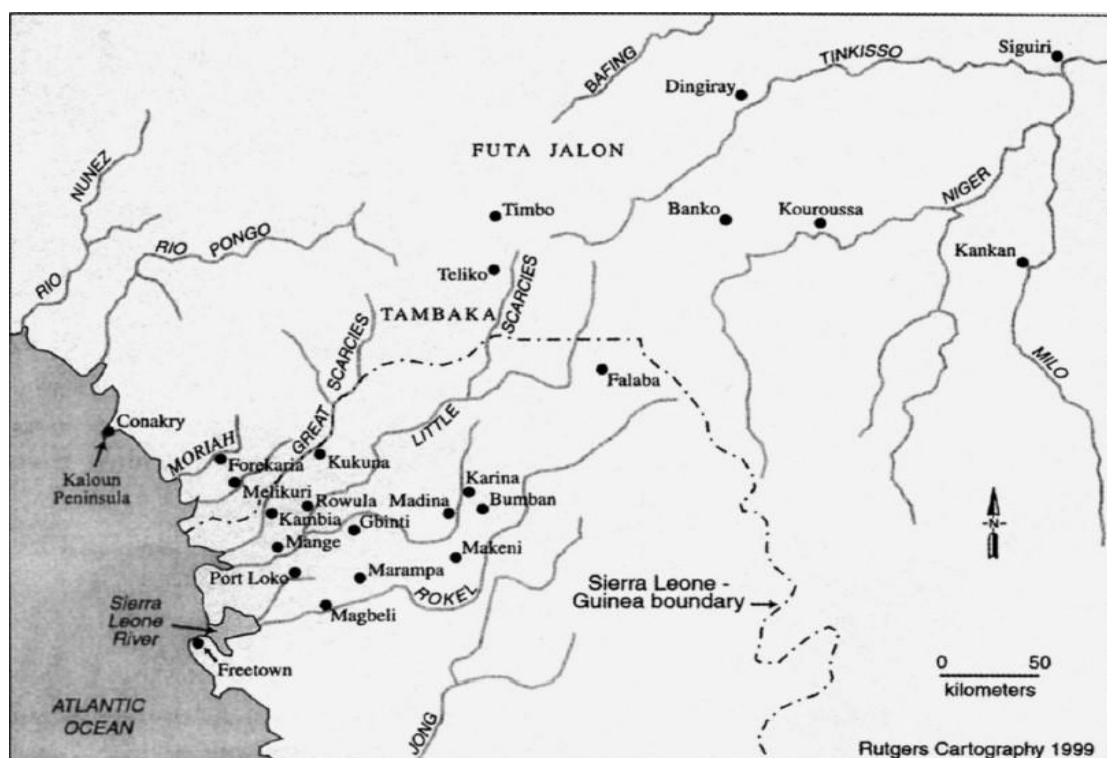 Siguiri
TINKISSO
BAFING
Dingiray
FUTA JALON
NUNEZ
RIO
Timbo
Banko
Kouroussa
NIGER
RIO
PONGO
Kankan
Teliko
SCARCIES
TAMBAKA
SCARCIES
MILO
Falaba
LITTLE
GREAT
Conakry
MORIAH
Kaloun
Peninsula
Forekaria
Kukuna
Melikuri
Karina
Rowula
Madina
Bumban
Kambia
Gbinti
Mange
Makeni
Port Loko
Marampa
ROKEL
Sierra Leone -
Guinea boundary
Sierra
Leone
River
Magbeli
Freetown
0 50
kilometers
N
ATLANTIC
OCEAN
JONG
Rutgers Cartography 1999